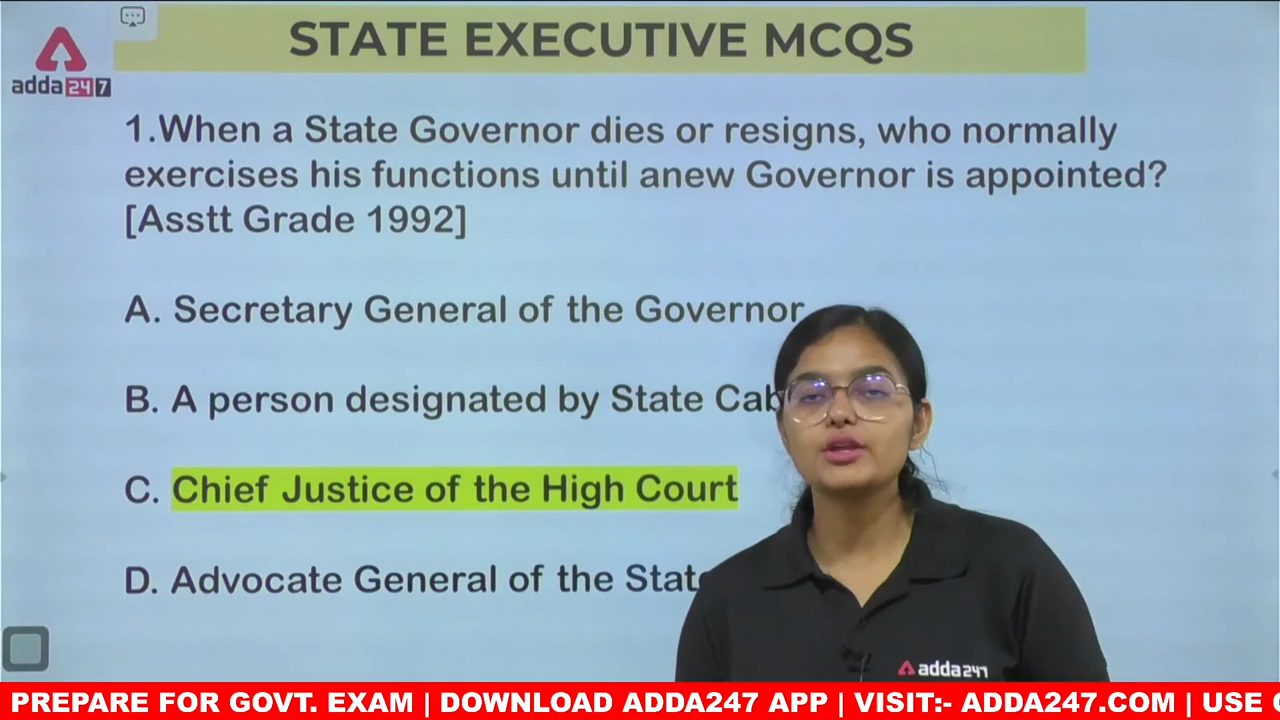 STATE EXECUTIVE MCQS
adda247
1.When a State Governor dies or resigns, who normally
exercises his functions until anew Governor is appointed?
[Asstt Grade 1992]
A. Secretary General of the Governor
B. A person designated by State
C. Chief Justice of the High Court
D. Advocate General of the
adda247
PREPARE FOR GOVT. EXAM | DOWNLOAD ADDA247 APP | VISIT:- ADDA247.COM | USE